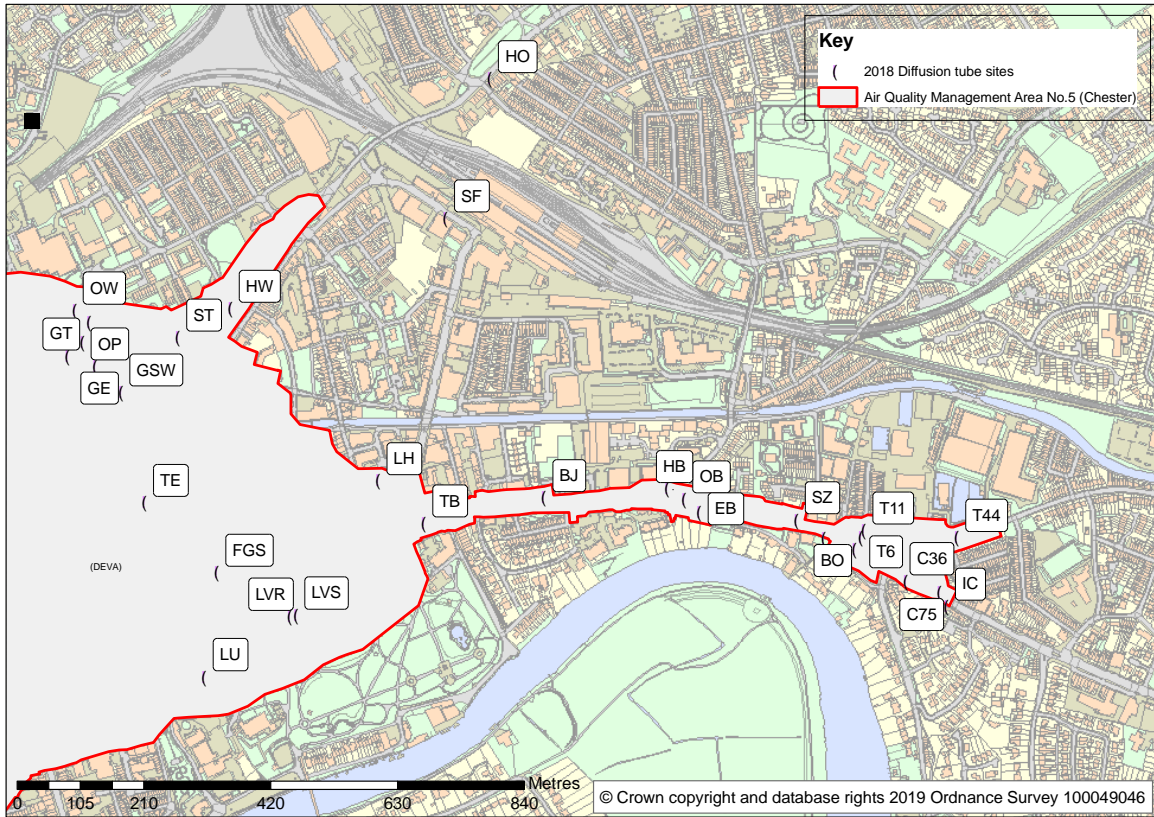 HO
Key
2018 Diffusion tube sites
Air Quality Management Area No.5 (Chester)
SF
OW
HW
ST
GT
OP
GSW
GE
LH
BJ
HB
OB
TE
TB
EB
SZ
T11
T44
FGS
BO
T6
C36
(DEVA)
LVR
LVS
IC
C75
LU
Metres
0 105 210 420 630 840
© Crown copyright and database rights 2019 Ordnance Survey 100049046